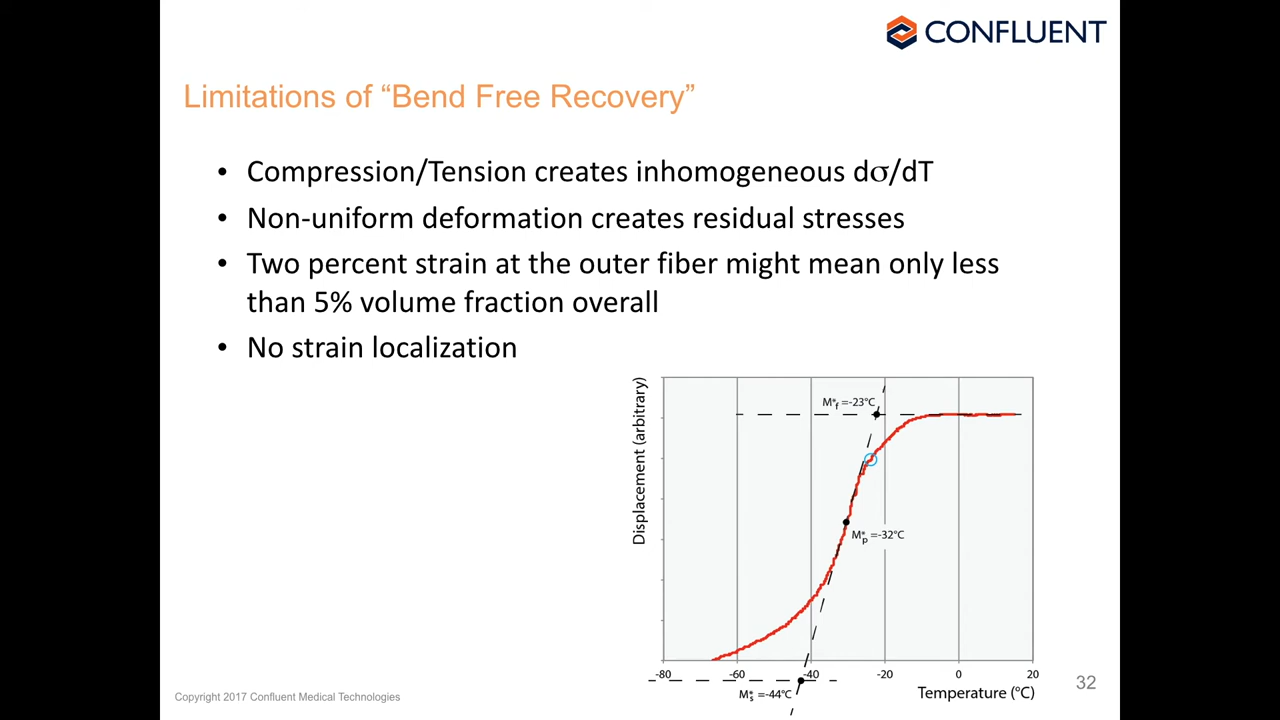 CONFLUENT
Limitations of “Bend Free Recovery”
• Compression/Tension creates inhomogeneous dσ/dT
• Non-uniform deformation creates residual stresses
• Two percent strain at the outer fiber might mean only less
than 5% volume fraction overall
• No strain localization
Displacement (arbitrary)
M*f =-23°C
M*p =-32°C
-80 -60 -40 -20 -0 20
M*s =-44°C
Temperature (°C)
Copyright 2017 Confluent Medical Technologies
32